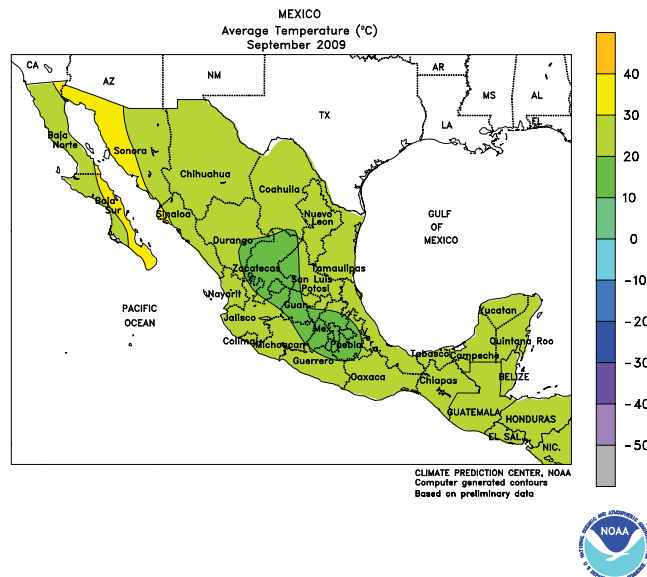 MEXICO
Average Temperature (°C)
September 2009
CA
AZ
NM
AR
MS
AL
TX
LA
FL
Baja
Norte
Sonora
Chihuahua
Coahuila
Baja
Sur
Sinaloa
Nuevo
Leon
GULF
OF
MEXICO
Durango
Zacatecas
Tamaulipas
San Luis
Potosi
PACIFIC
OCEAN
Nayarit
Guan
Yucatan
Jalisco
Mex
Quintana Roo
Colima
Michoacan
Puebla
Tabasco
Campeche
Guerrero
Oaxaca
Chiapas
BELIZE
GUATEMALA
HONDURAS
EL SAL.
NIC.
40
30
20
10
0
-10
-20
-30
-40
-50
CLIMATE PREDICTION CENTER, NOAA
Computer generated contours
Based on preliminary data
NOAA